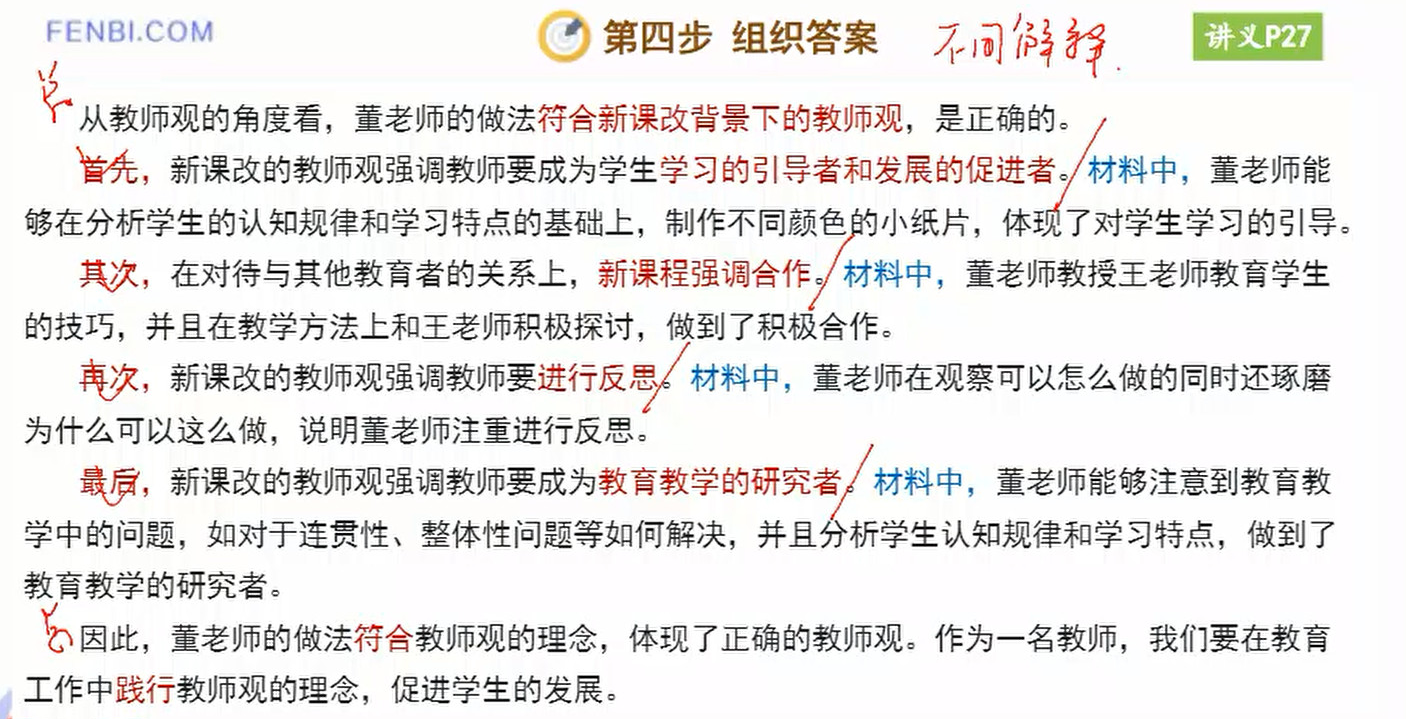 FENBI.COM
第四步 组织答案
不同解释.
讲义P27
总
从教师观的角度看，董老师的做法符合新课改背景下的教师观，是正确的。
首先，新课改的教师观强调教师要成为学生学习的引导者和发展的促进者。材料中，董老师能
够在分析学生的认知规律和学习特点的基础上，制作不同颜色的小纸片，体现了对学生学习的引导。
其次，在对待与其他教育者的关系上，新课程强调合作。材料中，董老师教授王老师教育学生
的技巧，并且在教学方法上和王老师积极探讨，做到了积极合作。
再次，新课改的教师观强调教师要进行反思。材料中，董老师在观察可以怎么做的同时还琢磨
为什么可以这么做，说明董老师注重进行反思。
最后，新课改的教师观强调教师要成为教育教学的研究者。材料中，董老师能够注意到教育教
学中的问题，如对于连贯性、整体性问题等如何解决，并且分析学生认知规律和学习特点，做到了
教育教学的研究者。
因此，董老师的做法符合教师观的理念，体现了正确的教师观。作为一名教师，我们要在教育
工作中践行教师观的理念，促进学生的发展。